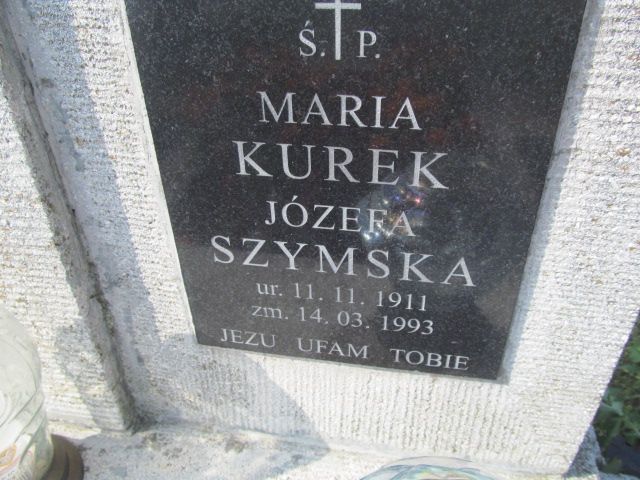 Ś. P.
MARIA
KUREK
JÓZEFA
SZYMSKA
ur. 11. 11. 1911
zm. 14. 03. 1993
JEZU UFAM TOBIE